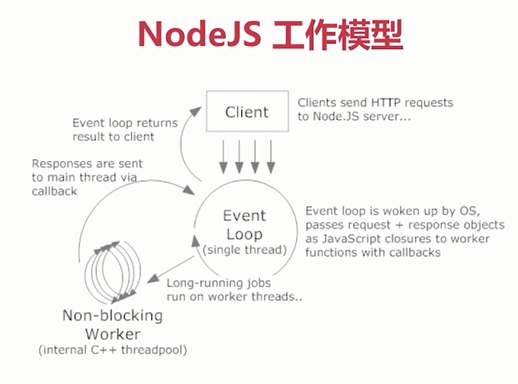 NodeJS 工作模型
Client
Clients send HTTP requests
to Node.JS server...
Event loop returns
result to client
Responses are sent
to main thread via
callback
Event
Loop
(single thread)
Event loop is woken up by OS,
passes request + response objects
as JavaScript closures to worker
functions with callbacks
Long-running jobs
run on worker threads..
Non-blocking
Worker
(internal C++ threadpool)